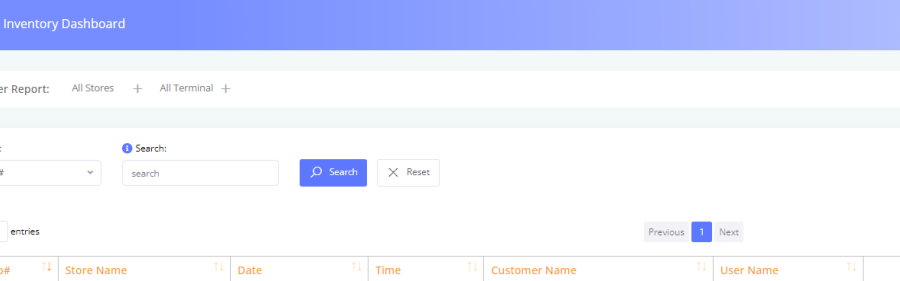 Inventory Dashboard
Report: All Stores + All Terminal +
Search:
# search Search Reset
entries
Previous 1 Next
Store Name Date Time Customer Name User Name